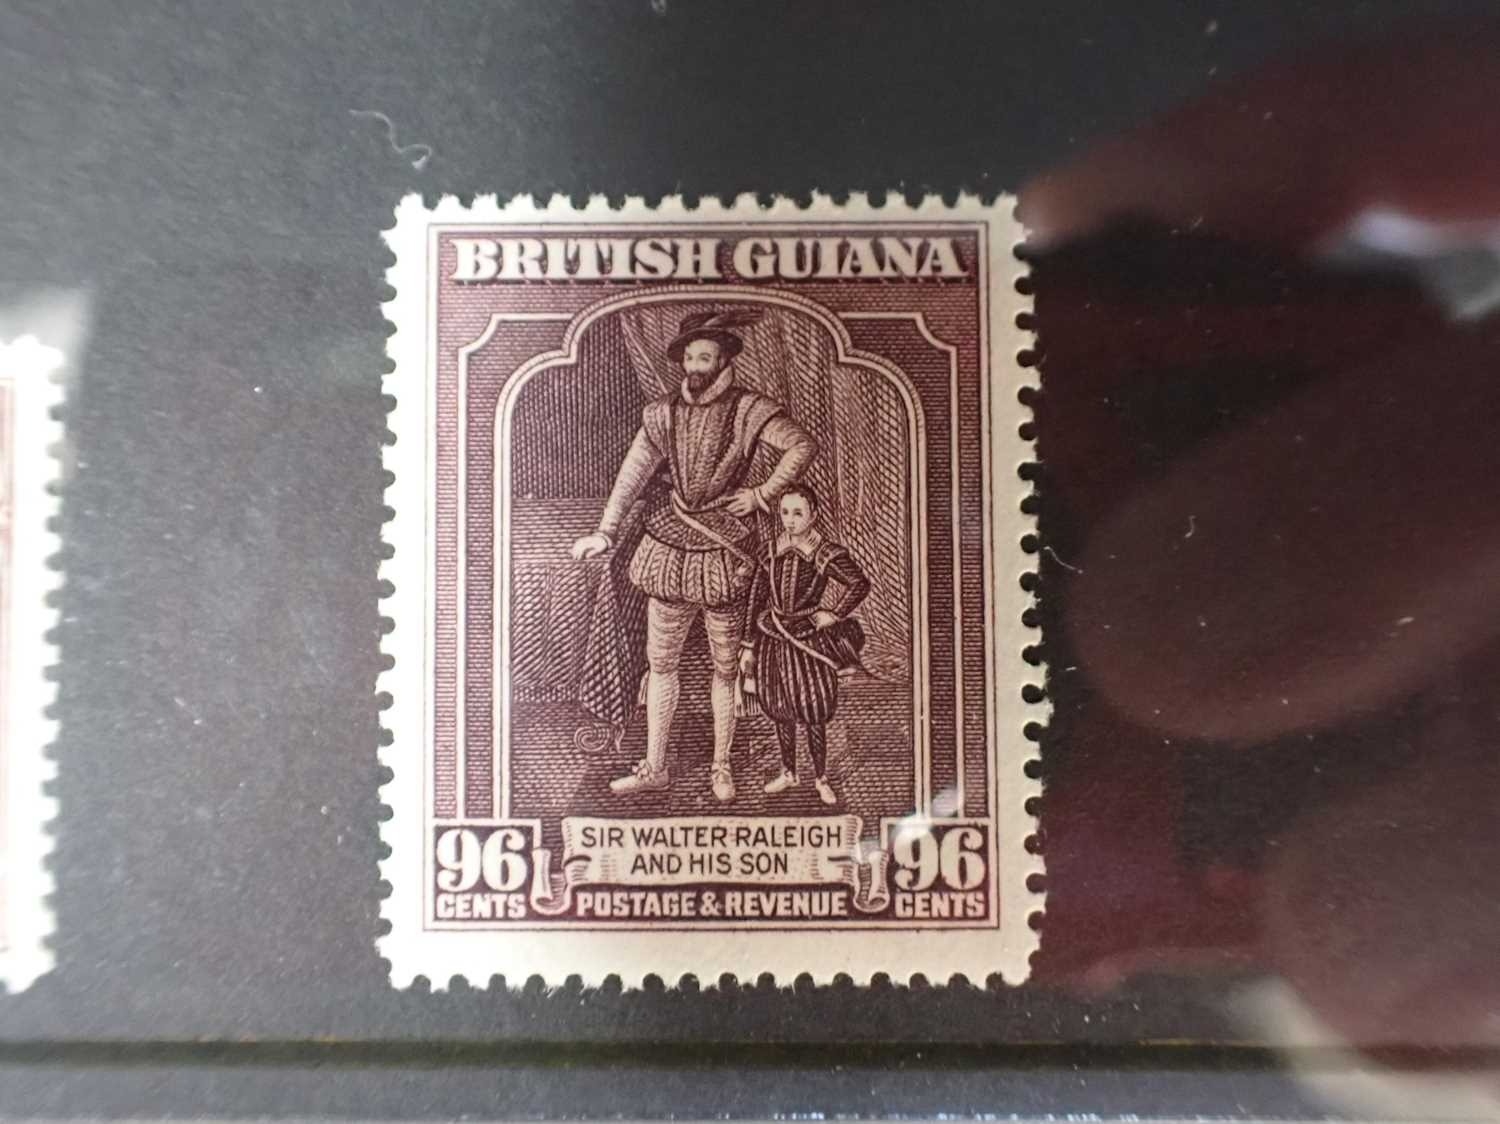 BRITISH GUIANA
SIR WALTER RALEIGH
AND HIS SON
96 96
CENTS POSTAGE & REVENUE CENTS